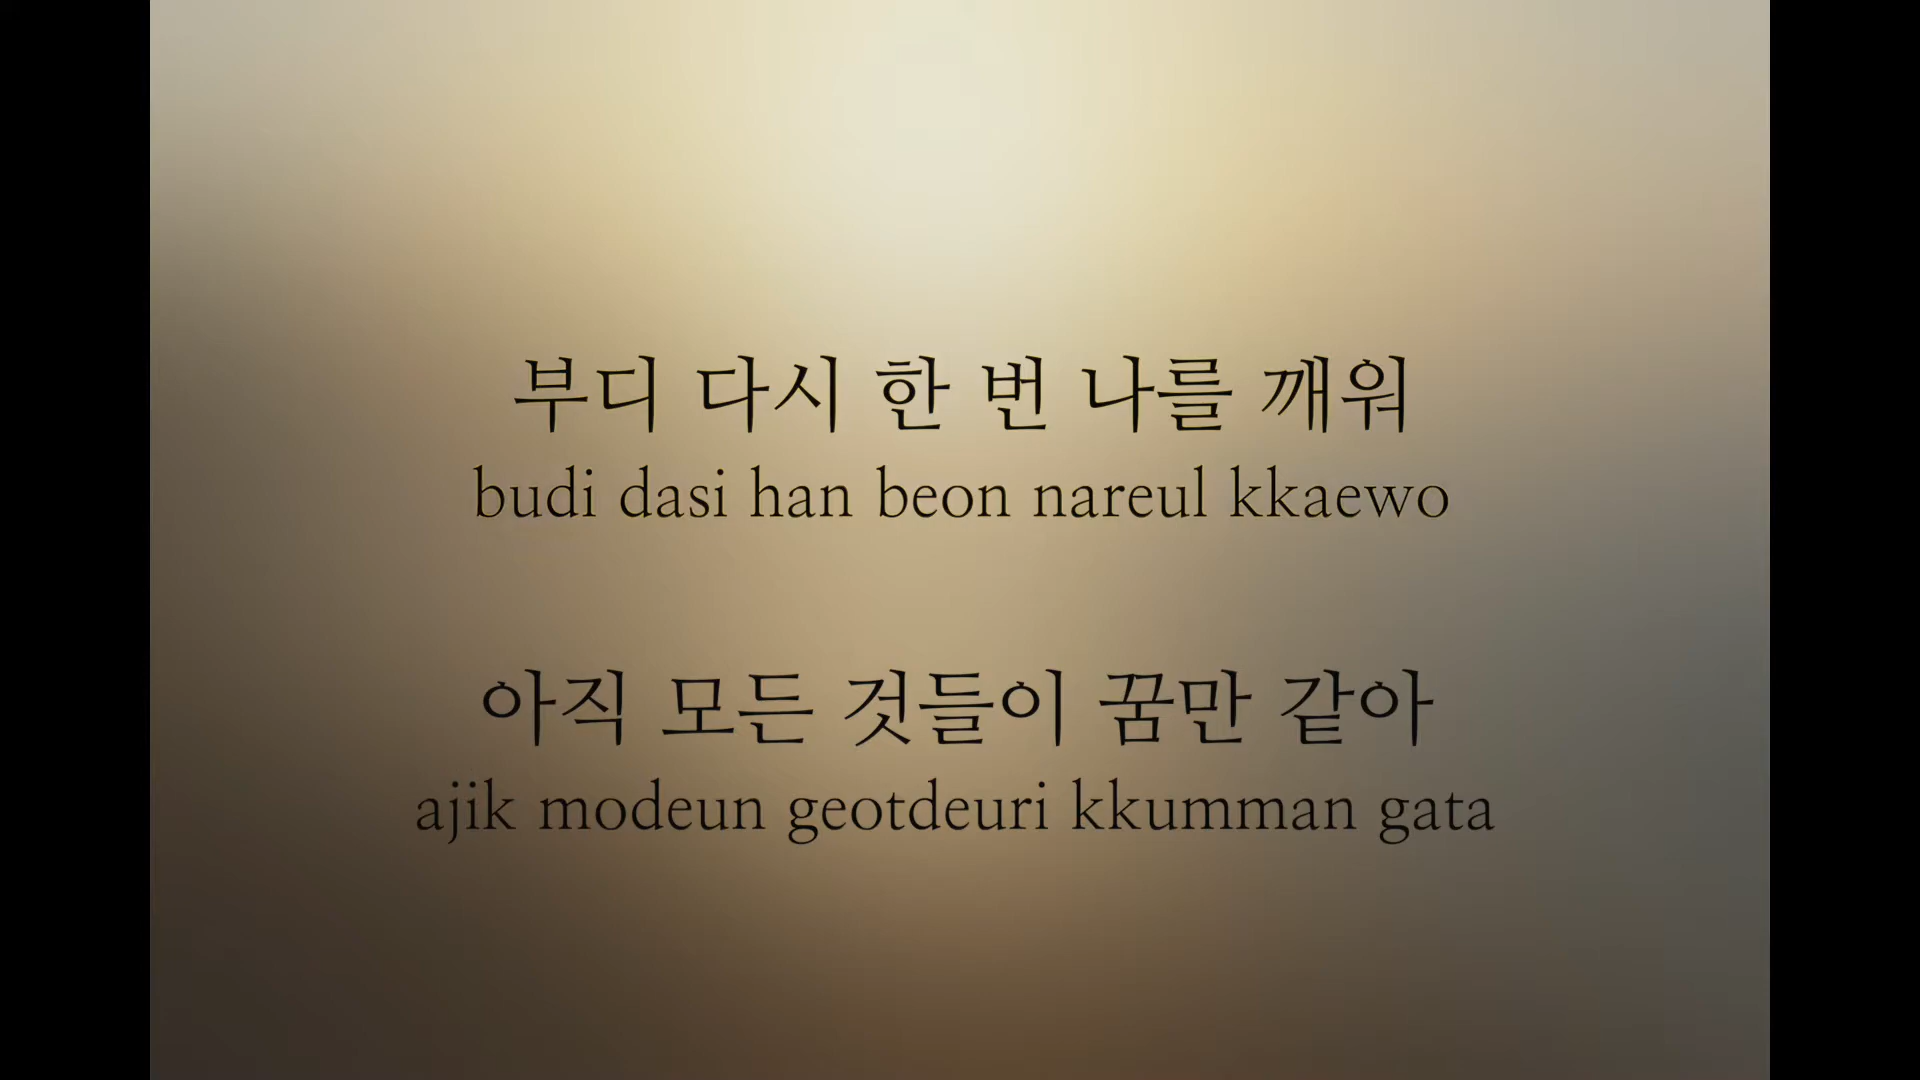 부디 다시 한 번 나를 깨워
budi dasi han beon nareul kkaewo
아직 모든 것들이 꿈만 같아
ajik modeun geotdeuri kkumman gata